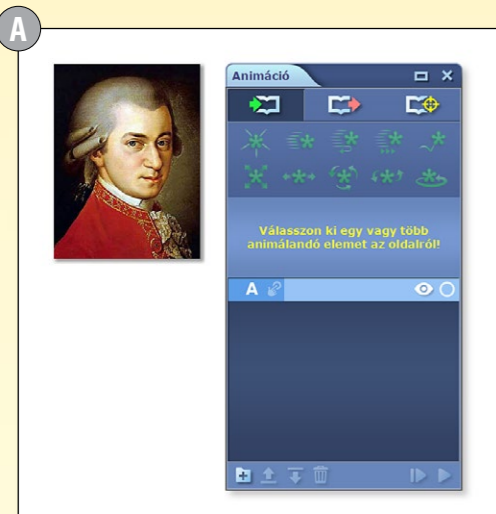 A
Animáció
Válasszon ki egy vagy több
animálandó elemet az oldalról!
A